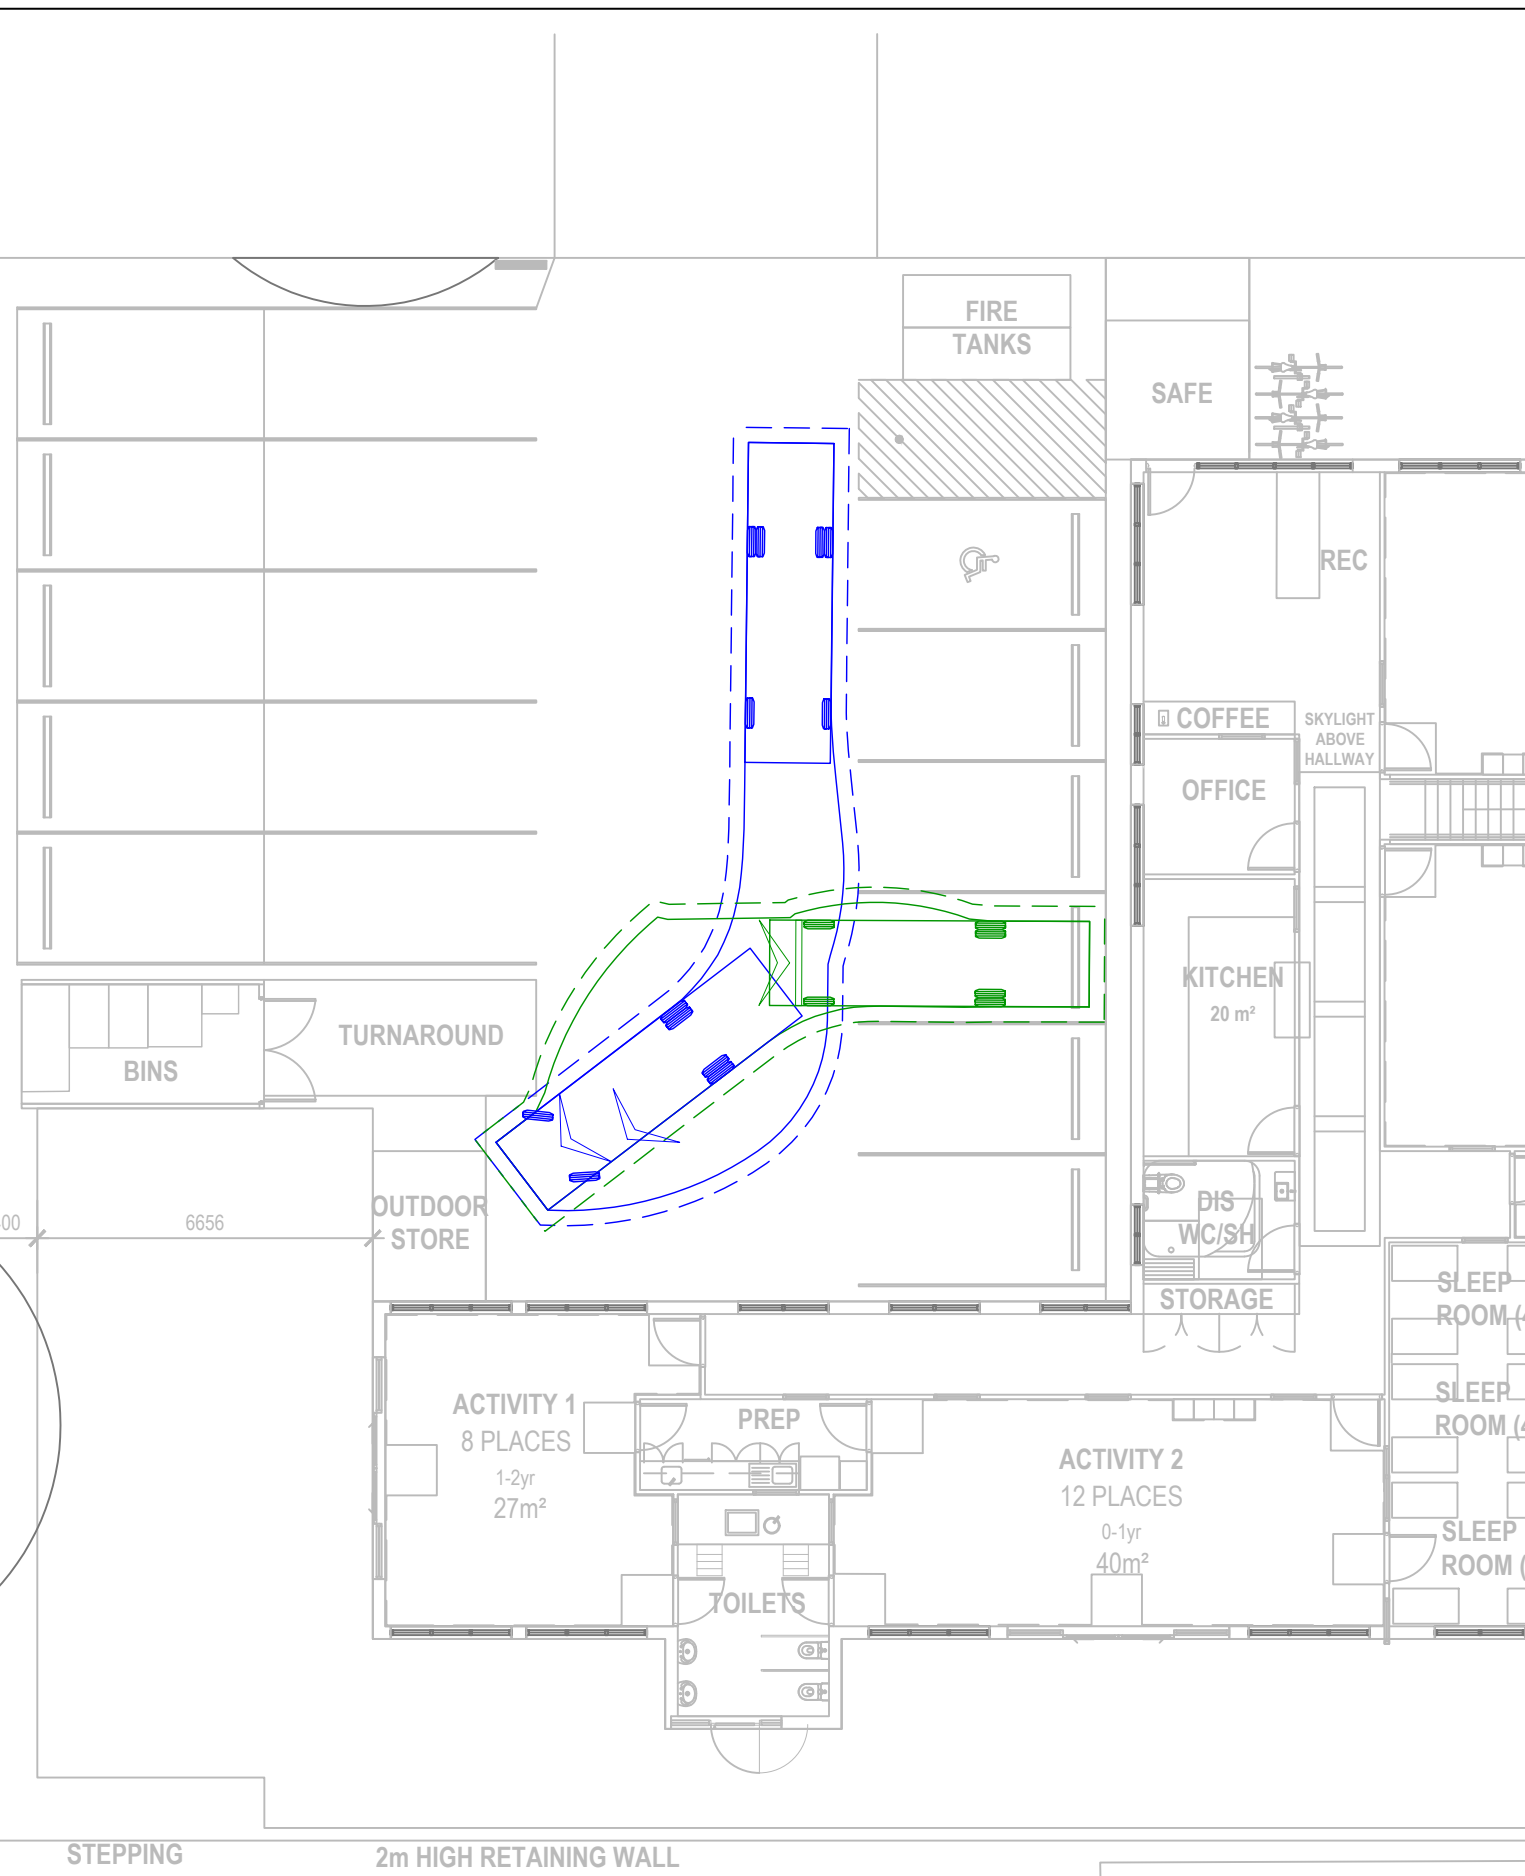 FIRE
TANKS
SAFE
REC
COFFEE
SKYLIGHT
ABOVE
HALLWAY
OFFICE
KITCHEN
20 m²
TURNAROUND
BINS
OUTDOOR
STORE
6656
DIS
WC/SH
STORAGE
SLEEP
ROOM (4
SLEEP
ROOM (4
SLEEP
ROOM (
ACTIVITY 1
8 PLACES
1-2yr
27m²
PREP
ACTIVITY 2
12 PLACES
0-1yr
40m²
TOILETS
STEPPING
2m HIGH RETAINING WALL